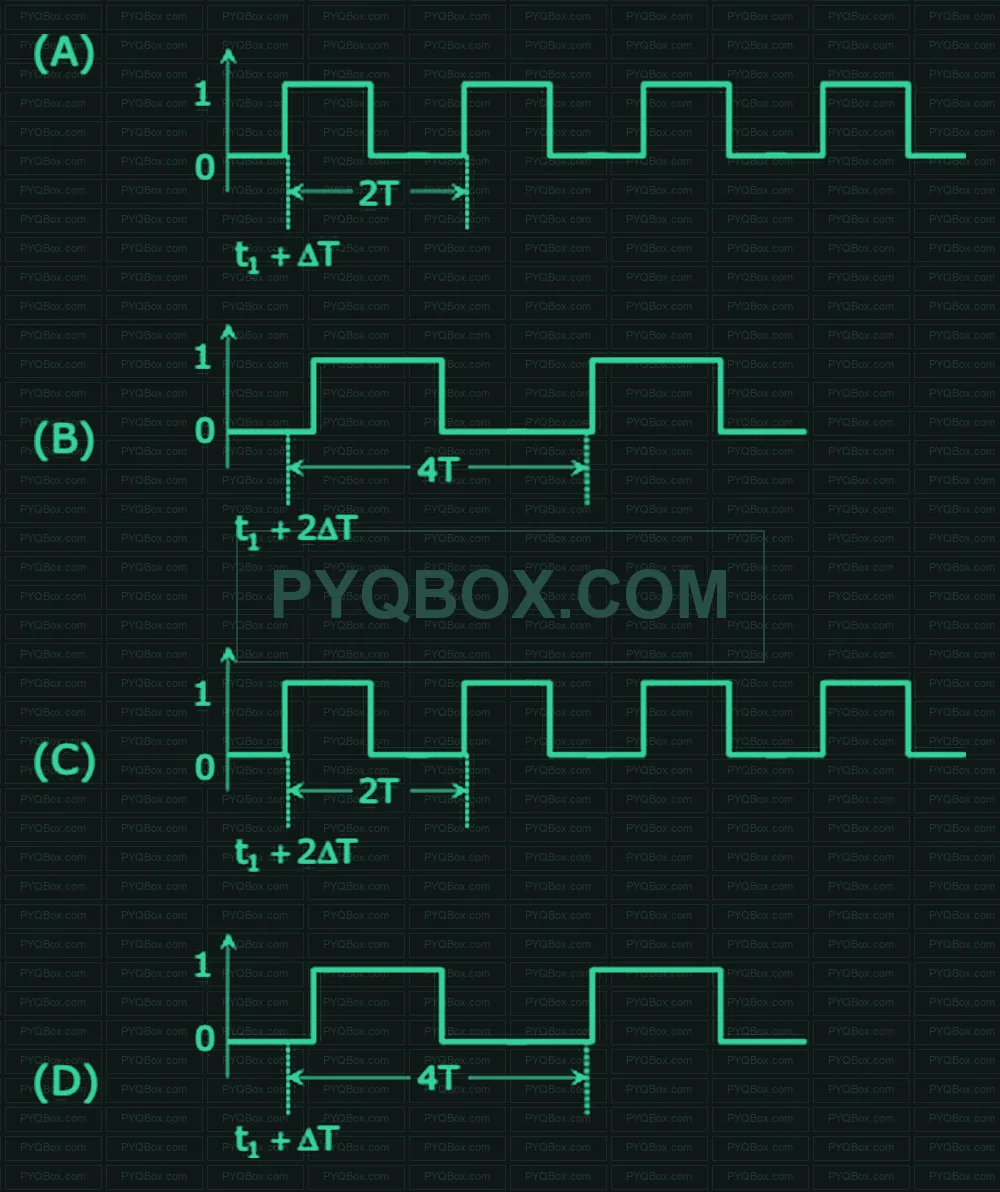 (A)
1
0
2T
t₁ + ΔT
1
0
(B)
4T
t₁ + 2ΔT
PYQBOX.COM
1
0
(C)
2T
t₁ + 2ΔT
1
0
(D)
4T
t₁ + ΔT